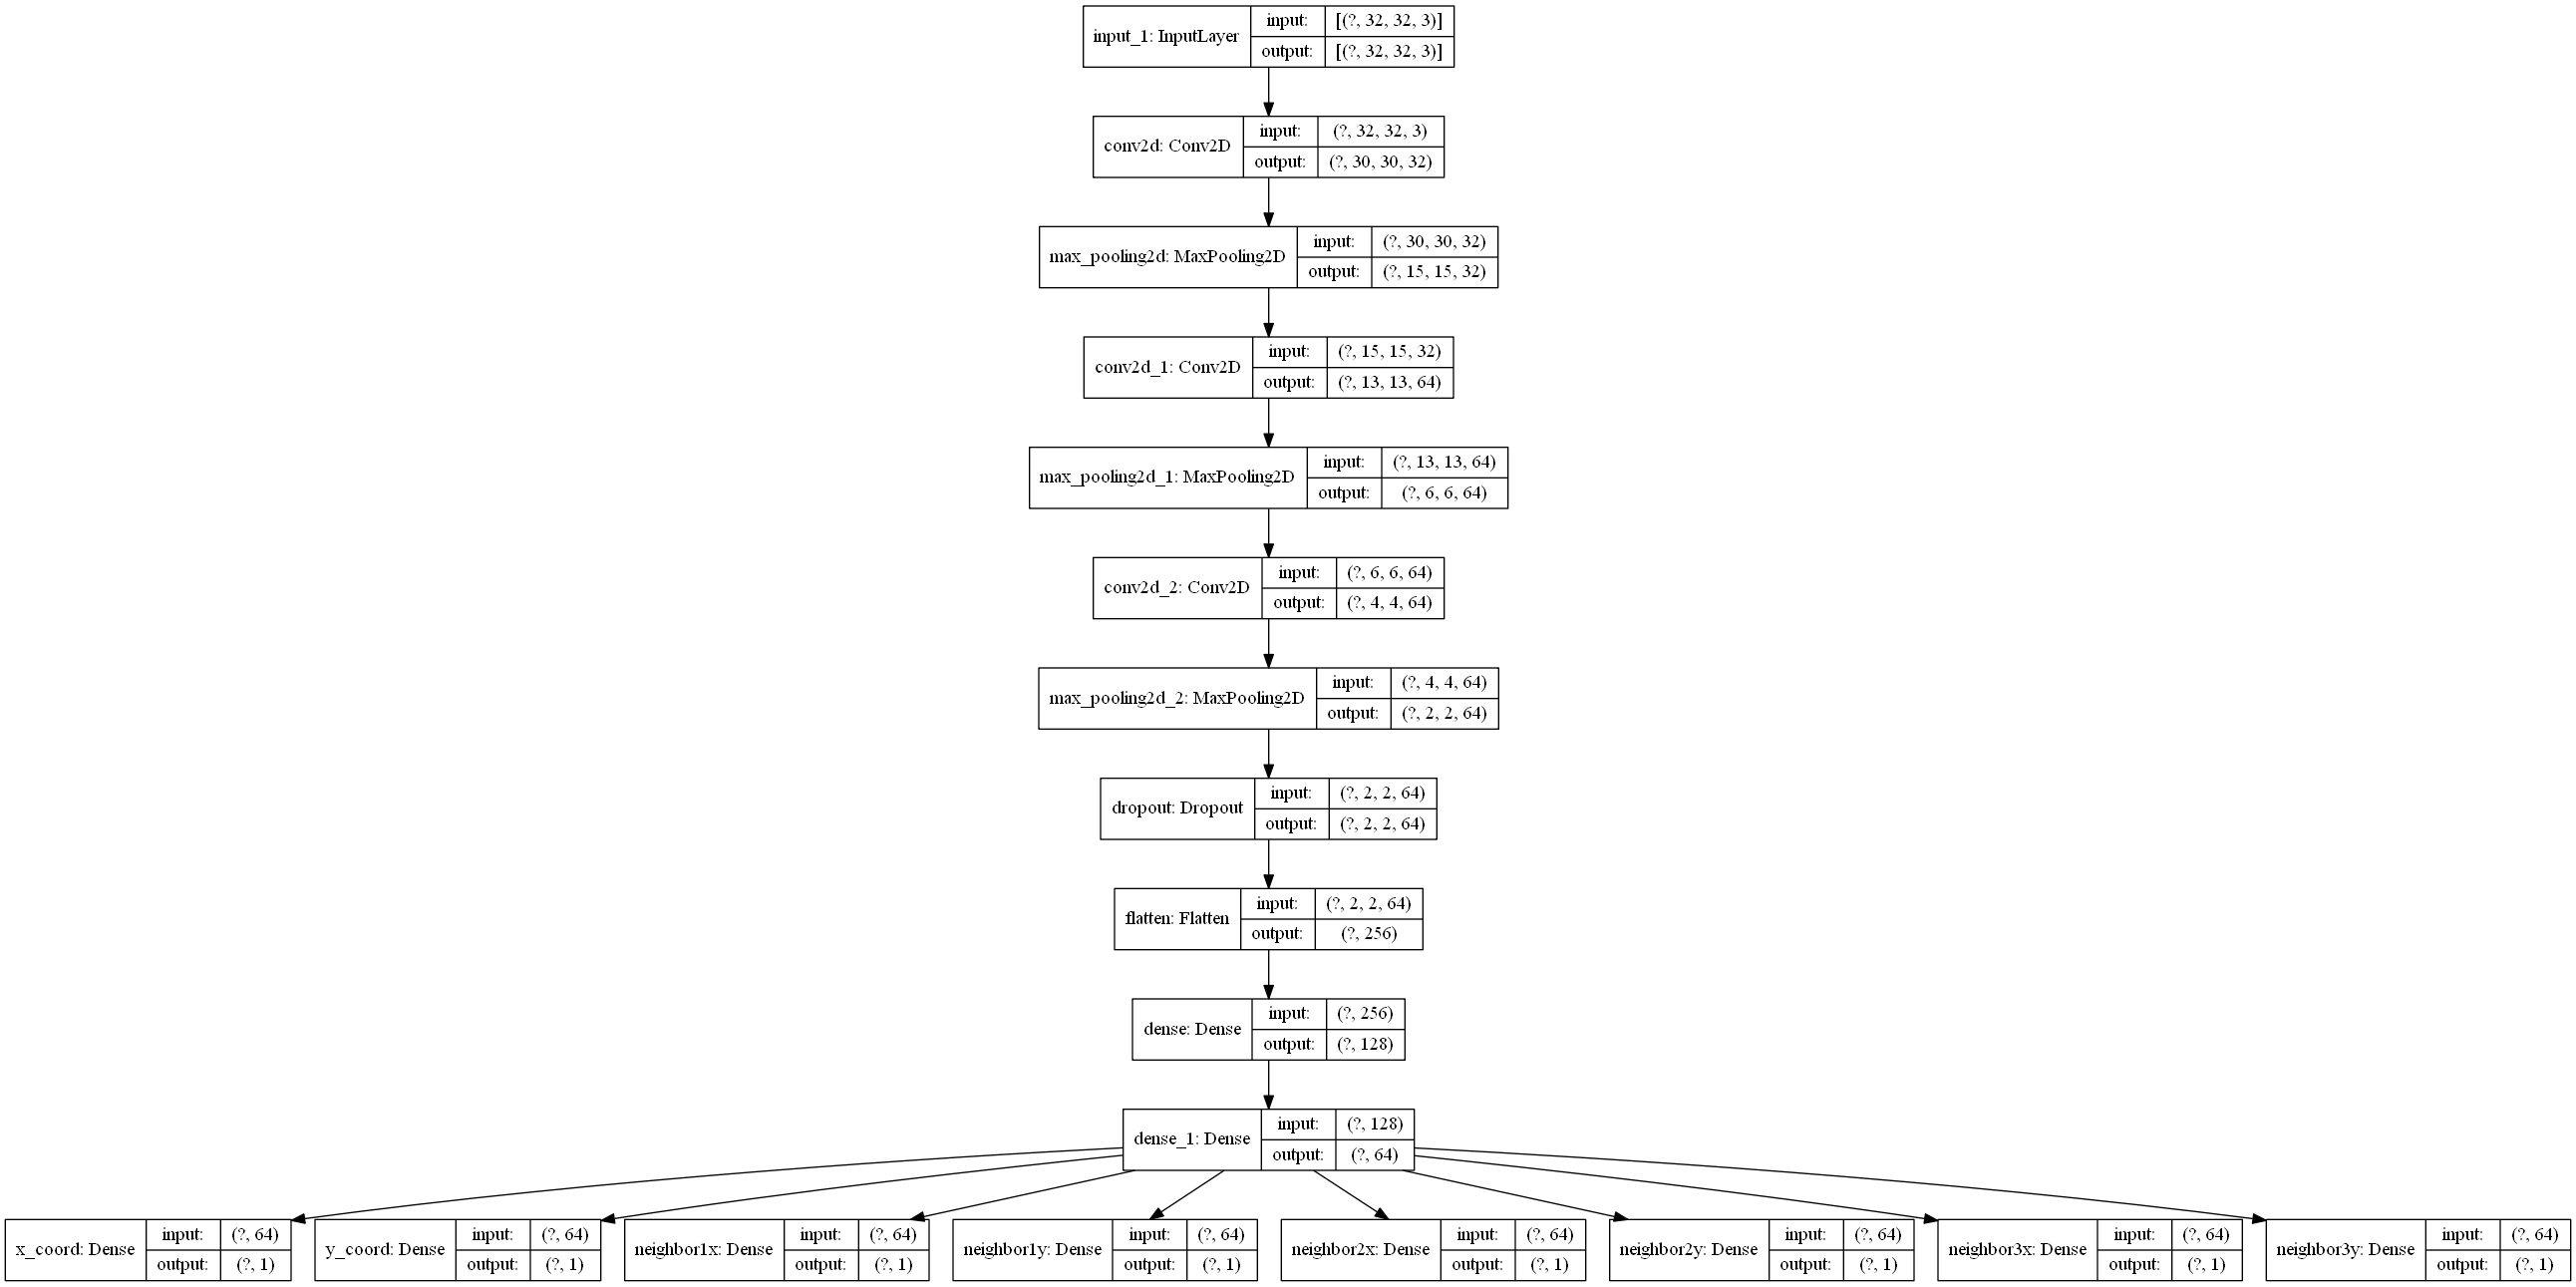 input_1: InputLayer
input: [(?, 32, 32, 3)]
output: [(?, 32, 32, 3)]
conv2d: Conv2D
input: (?, 32, 32, 3)
output: (?, 30, 30, 32)
max_pooling2d: MaxPooling2D
input: (?, 30, 30, 32)
output: (?, 15, 15, 32)
conv2d_1: Conv2D
input: (?, 15, 15, 32)
output: (?, 13, 13, 64)
max_pooling2d_1: MaxPooling2D
input: (?, 13, 13, 64)
output: (?, 6, 6, 64)
conv2d_2: Conv2D
input: (?, 6, 6, 64)
output: (?, 4, 4, 64)
max_pooling2d_2: MaxPooling2D
input: (?, 4, 4, 64)
output: (?, 2, 2, 64)
dropout: Dropout
input: (?, 2, 2, 64)
output: (?, 2, 2, 64)
flatten: Flatten
input: (?, 2, 2, 64)
output: (?, 256)
dense: Dense
input: (?, 256)
output: (?, 128)
dense_1: Dense
input: (?, 128)
output: (?, 64)
x_coord: Dense
input: (?, 64)
output: (?, 1)
y_coord: Dense
input: (?, 64)
output: (?, 1)
neighbor1x: Dense
input: (?, 64)
output: (?, 1)
neighbor1y: Dense
input: (?, 64)
output: (?, 1)
neighbor2x: Dense
input: (?, 64)
output: (?, 1)
neighbor2y: Dense
input: (?, 64)
output: (?, 1)
neighbor3x: Dense
input: (?, 64)
output: (?, 1)
neighbor3y: Dense
input: (?, 64)
output: (?, 1)